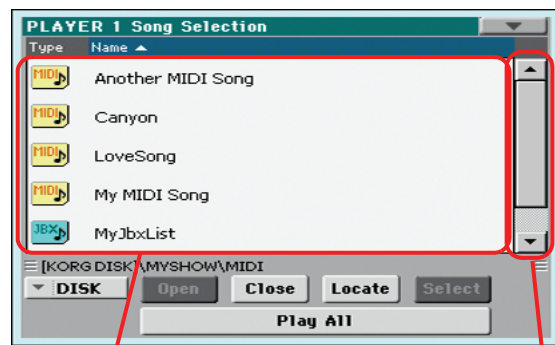 PLAYER 1 Song Selection
Type Name
MIDI Another MIDI Song
MIDI Canyon
MIDI LoveSong
MIDI My MIDI Song
JBX MyJbxList
[KORG DISK]\MYSHOW\MIDI
DISK Open Close Locate Select
Play All